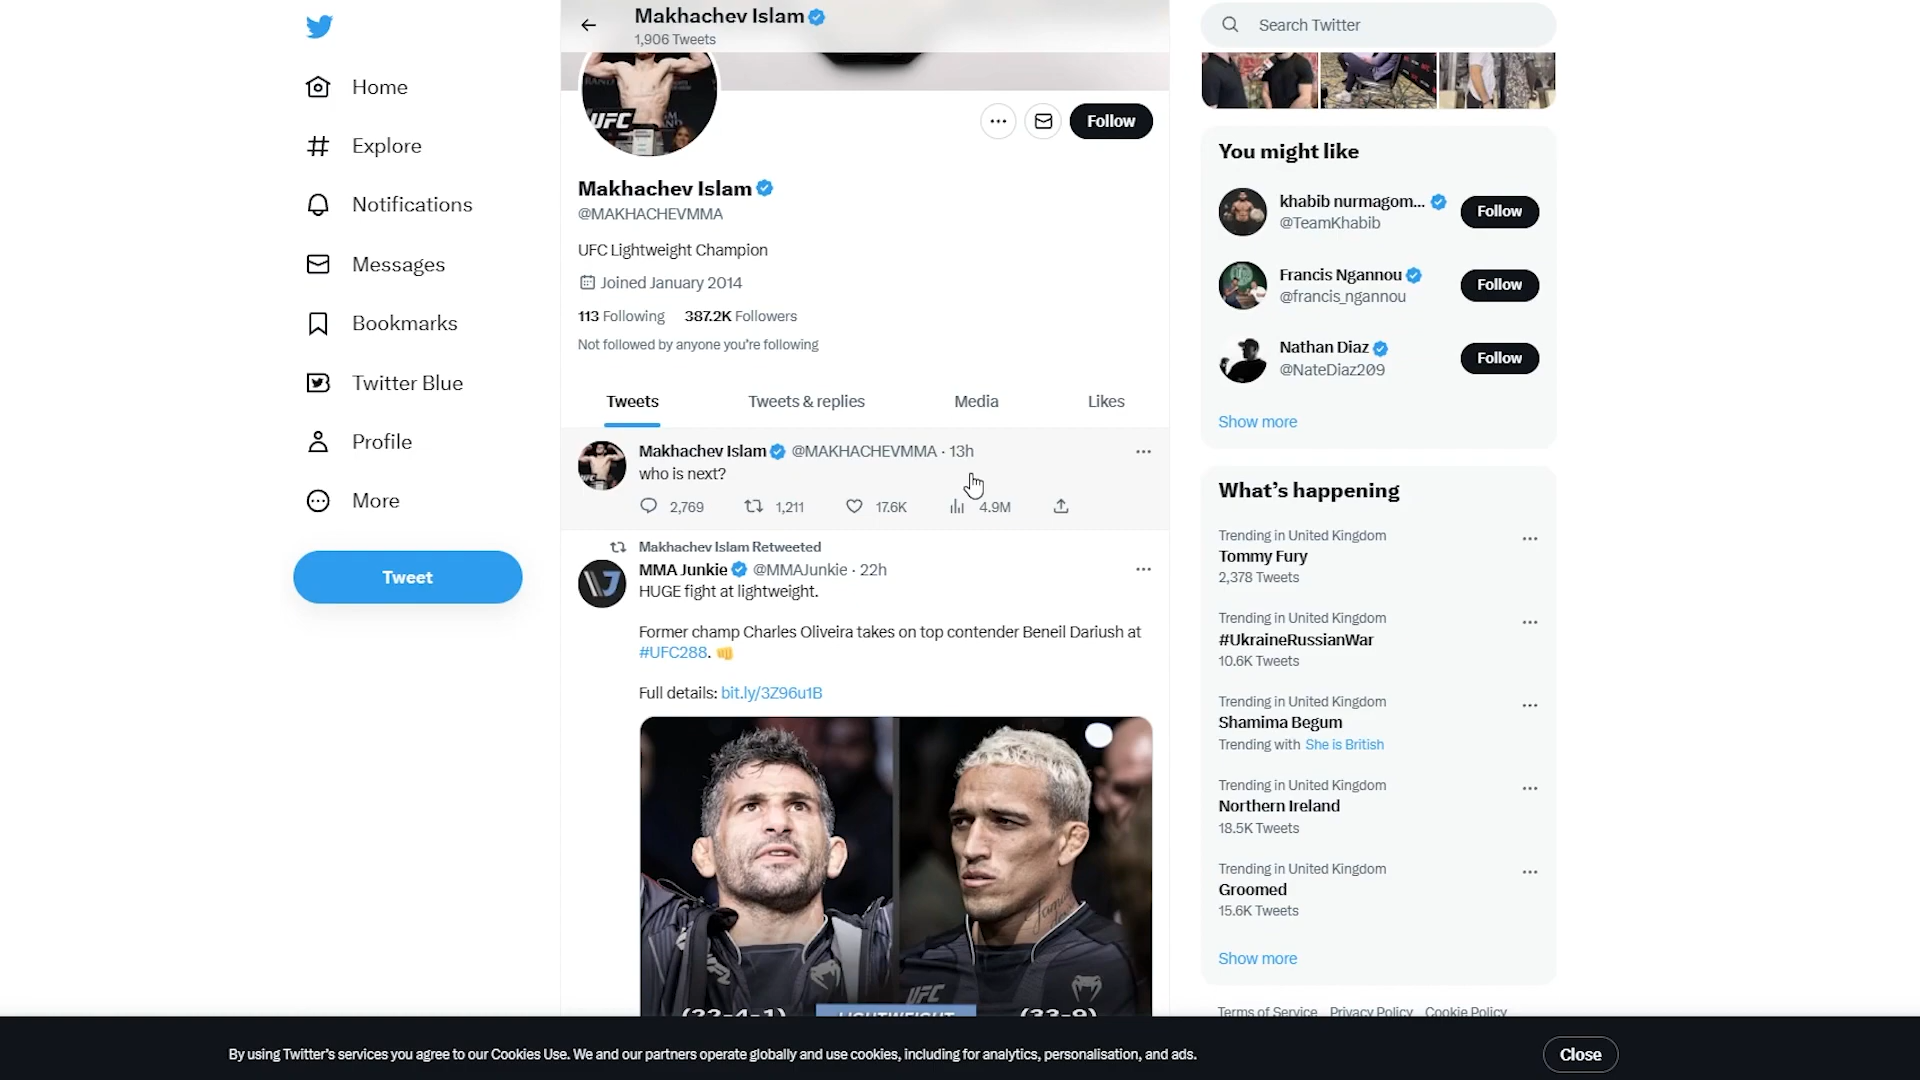 Makhachev Islam
1,906 Tweets
Search Twitter
Home
Explore
Notifications
Messages
Bookmarks
Twitter Blue
Profile
More
Tweet
UFC
Follow
Makhachev Islam
@MAKHACHEVMMA
UFC Lightweight Champion
Joined January 2014
113 Following 387.2K Followers
Not followed by anyone you're following
Tweets Tweets & replies Media Likes
Makhachev Islam @MAKHACHEVMMA · 13h
who is next?
2,769 1,211 17.6K 4.9M
Makhachev Islam Retweeted
MMA Junkie @MMAJunkie · 22h
HUGE fight at lightweight.
Former champ Charles Oliveira takes on top contender Beneil Dariush at
#UFC288. 👊
Full details: bit.ly/3Z96u1B
UFC
(22-4-1) LIGHTWEIGHT (33-9)
You might like
khabib nurmagom...
@TeamKhabib
Follow
Francis Ngannou
@francis_ngannou
Follow
Nathan Diaz
@NateDiaz209
Follow
Show more
What's happening
Trending in United Kingdom
Tommy Fury
2,378 Tweets
Trending in United Kingdom
#UkraineRussianWar
10.6K Tweets
Trending in United Kingdom
Shamima Begum
Trending with She is British
Trending in United Kingdom
Northern Ireland
18.5K Tweets
Trending in United Kingdom
Groomed
15.6K Tweets
Show more
Terms of Service Privacy Policy Cookie Policy
By using Twitter's services you agree to our Cookies Use. We and our partners operate globally and use cookies, including for analytics, personalisation, and ads.
Close